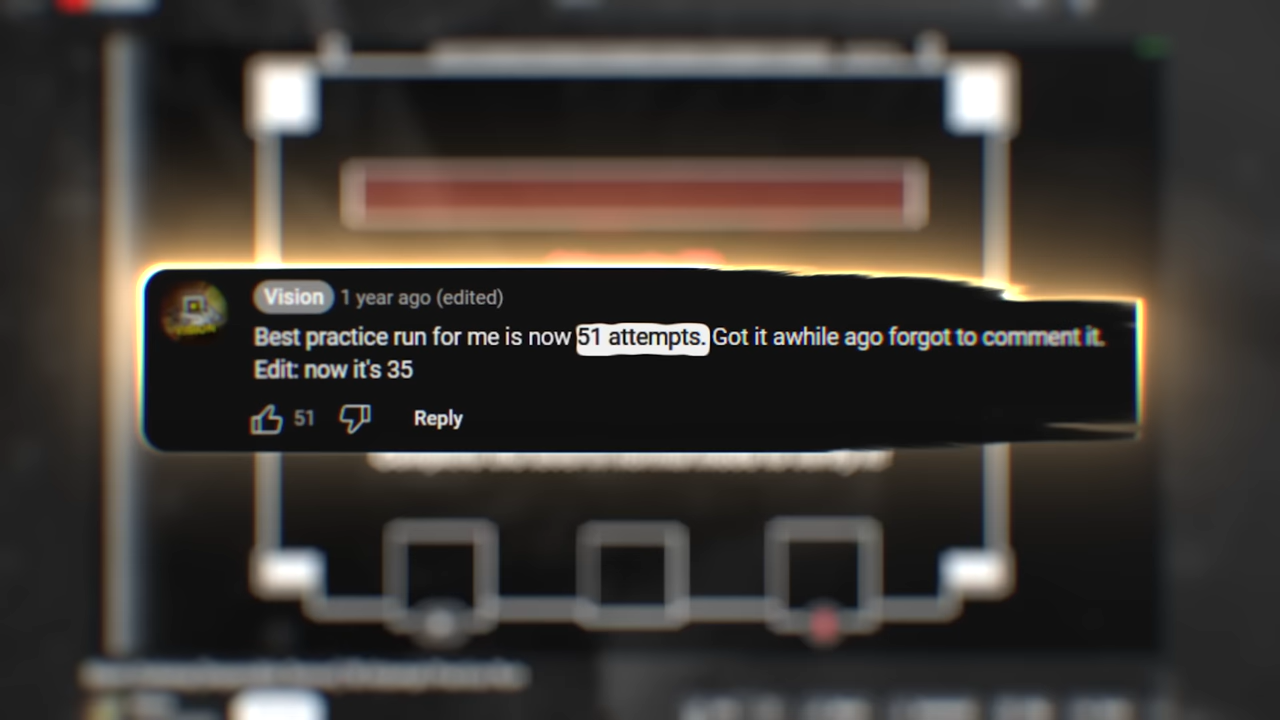 Vision 1 year ago (edited)
Best practice run for me is now 51 attempts. Got it awhile ago forgot to comment it.
Edit: now it's 35
51 Reply